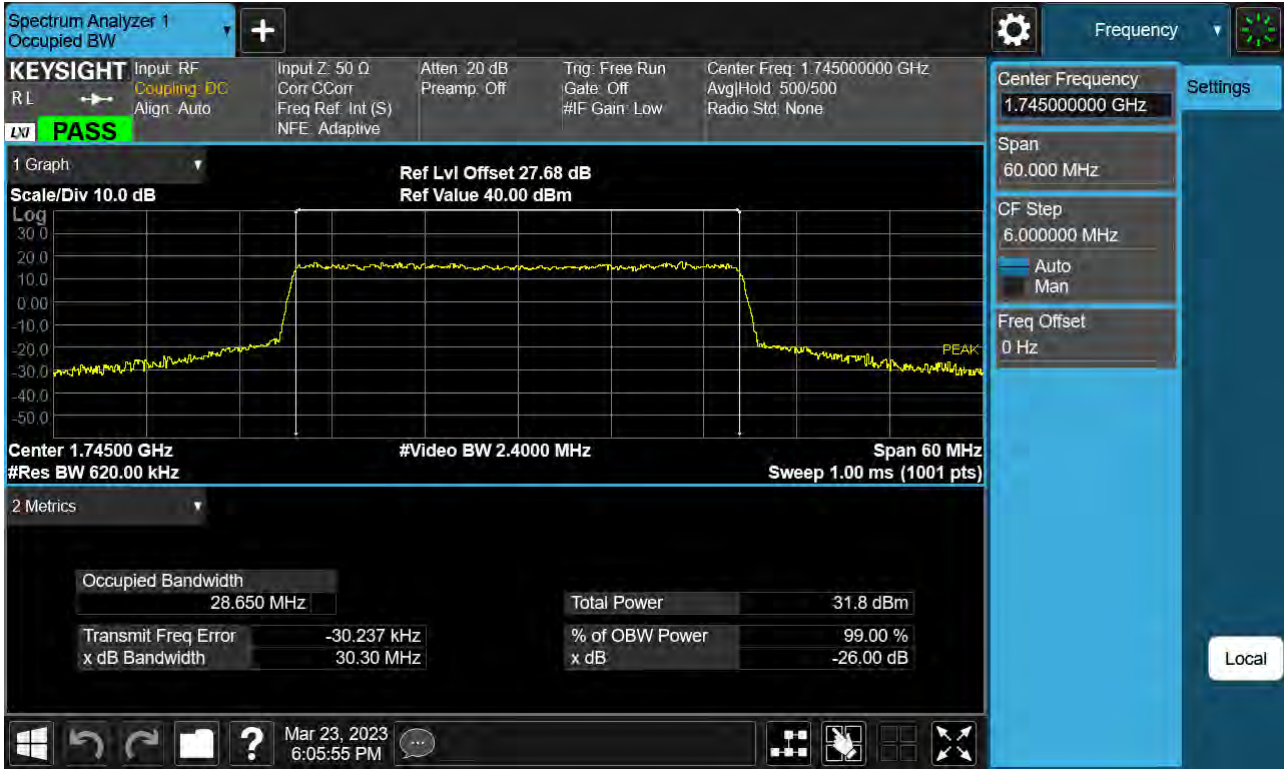 Spectrum Analyzer 1
Occupied BW
Frequency
KEYSIGHT
RL
LXI
PASS
Input: RF
Coupling: DC
Align: Auto
Input Z: 50 Ω
Corr CCorr
Freq Ref: Int (S)
NFE: Adaptive
Atten: 20 dB
Preamp: Off
Trig: Free Run
Gate: Off
#IF Gain: Low
Center Freq: 1.745000000 GHz
Avg|Hold: 500/500
Radio Std: None
Center Frequency
1.745000000 GHz
Settings
Span
60.000 MHz
CF Step
6.000000 MHz
Auto
Man
Freq Offset
0 Hz
Local
1 Graph
Scale/Div 10.0 dB
Ref Lvl Offset 27.68 dB
Ref Value 40.00 dBm
Log
30.0
20.0
10.0
0.00
-10.0
-20.0
-30.0
-40.0
-50.0
PEAK
Center 1.74500 GHz
#Video BW 2.4000 MHz
Span 60 MHz
#Res BW 620.00 kHz
Sweep 1.00 ms (1001 pts)
2 Metrics
Occupied Bandwidth
28.650 MHz
Total Power 31.8 dBm
Transmit Freq Error -30.237 kHz
% of OBW Power 99.00 %
x dB Bandwidth 30.30 MHz
x dB -26.00 dB
?
Mar 23, 2023
6:05:55 PM